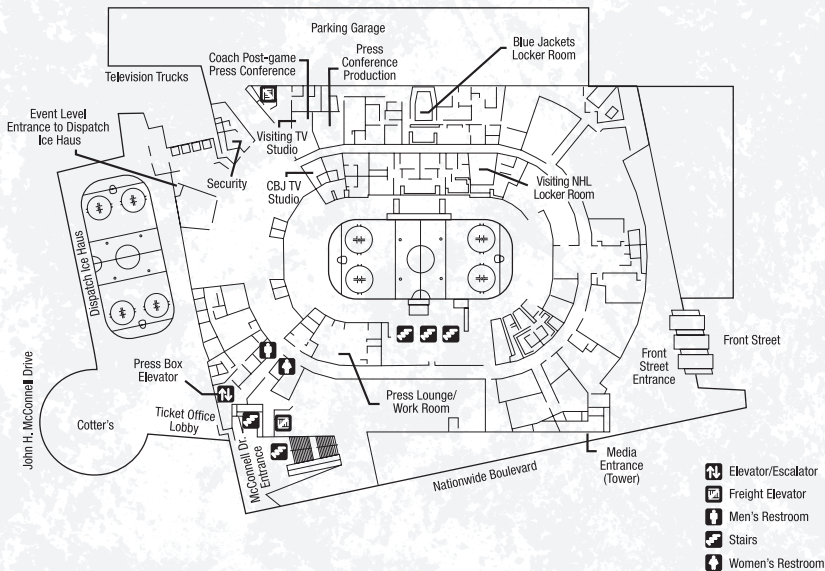 Parking Garage
Coach Post-game
Press Conference
Press
Conference
Production
Blue Jackets
Locker Room
Television Trucks
Event Level
Entrance to Dispatch
Ice Haus
Visiting TV
Studio
Security
CBJ TV
Studio
Visiting NHL
Locker Room
Dispatch Ice Haus
Front Street
Front
Street
Entrance
John H. McConnell Drive
Press Box
Elevator
Ticket Office
Lobby
Cotter's
McConnell Dr.
Entrance
Press Lounge/
Work Room
Media
Entrance
(Tower)
Nationwide Boulevard
Elevator/Escalator
Freight Elevator
Men's Restroom
Stairs
Women's Restroom